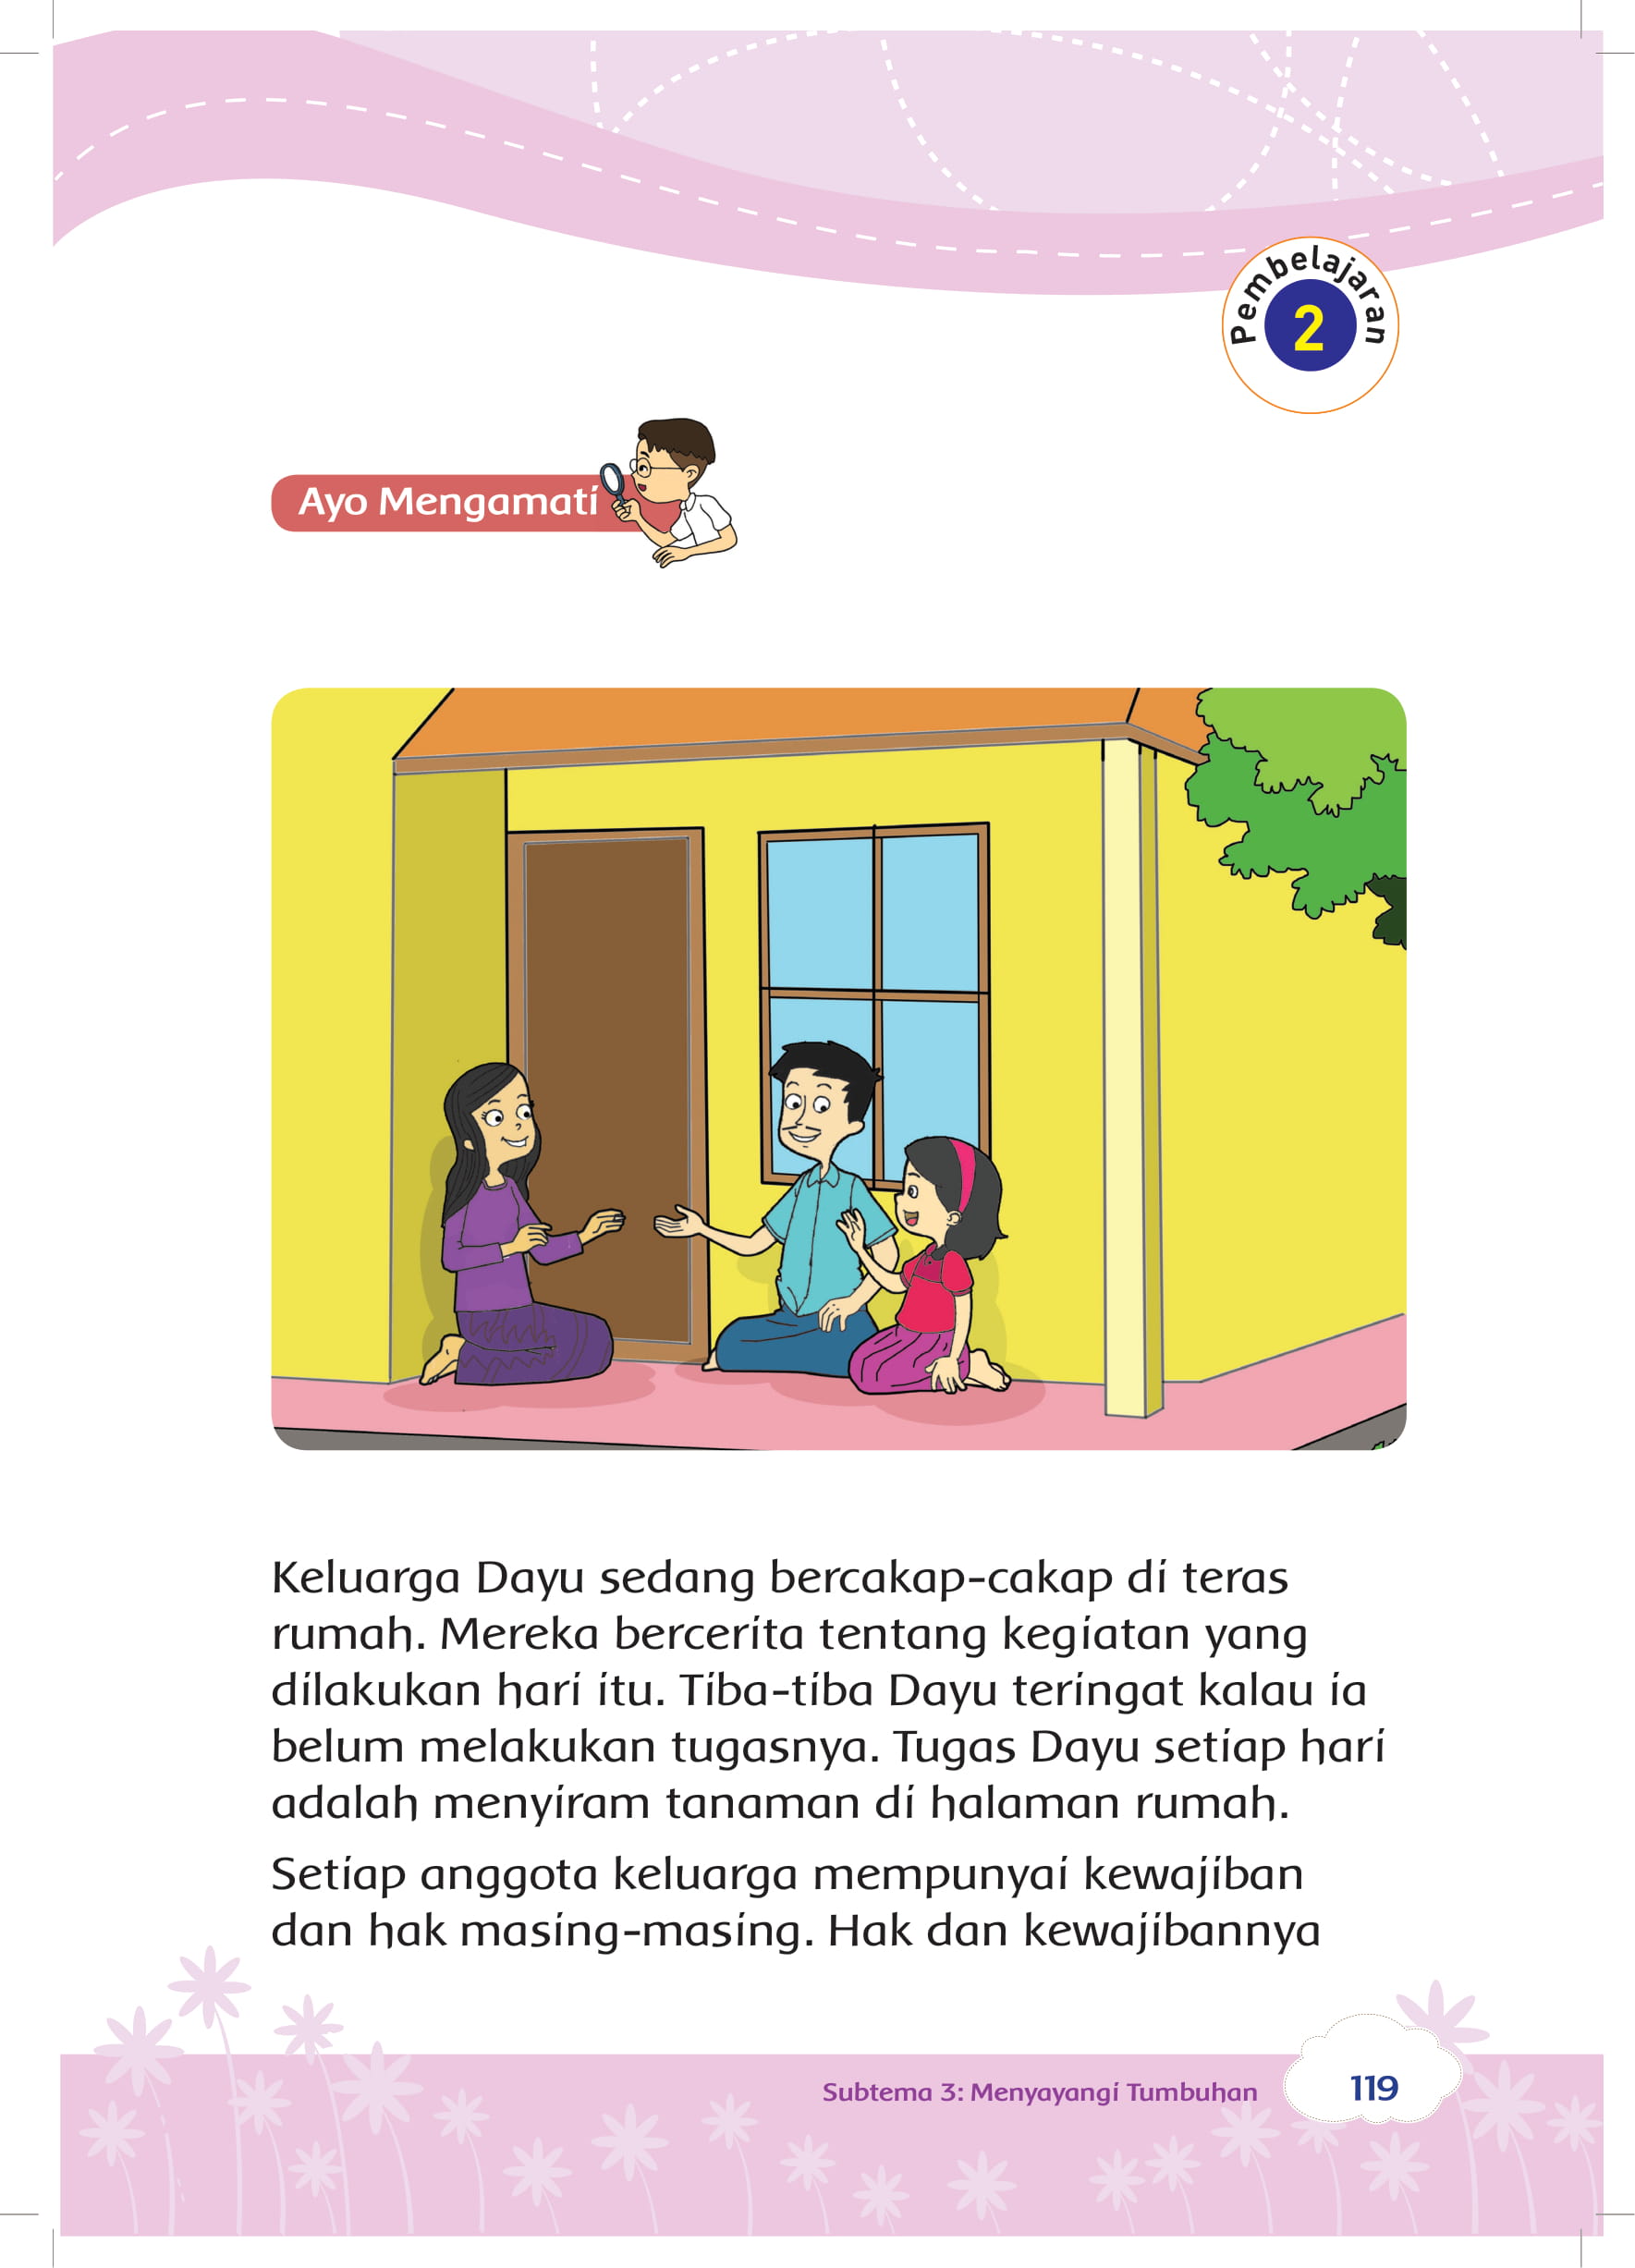 Pembelajaran
2
Ayo Mengamati
Keluarga Dayu sedang bercakap-cakap di teras
rumah. Mereka bercerita tentang kegiatan yang
dilakukan hari itu. Tiba-tiba Dayu teringat kalau ia
belum melakukan tugasnya. Tugas Dayu setiap hari
adalah menyiram tanaman di halaman rumah.
Setiap anggota keluarga mempunyai kewajiban
dan hak masing-masing. Hak dan kewajibannya
Subtema 3: Menyayangi Tumbuhan
119